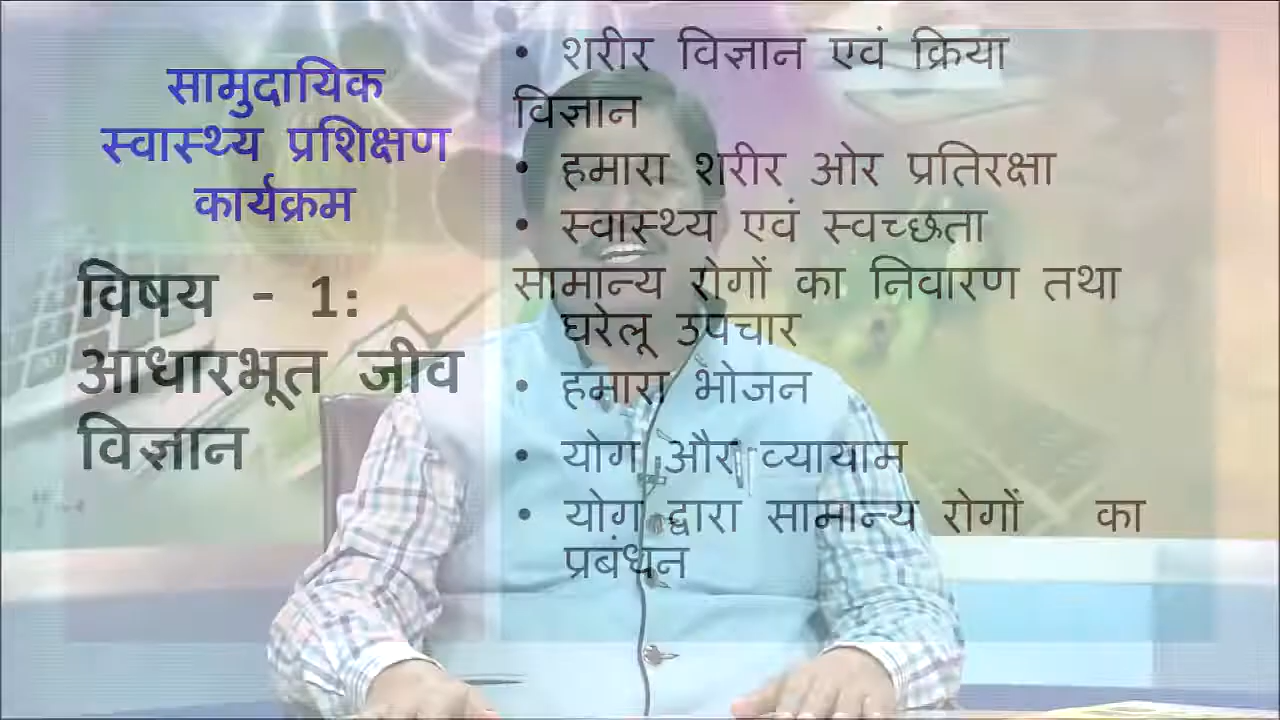 सामुदायिक
स्वास्थ्य प्रशिक्षण
कार्यक्रम
विषय - 1:
आधारभूत जीव
विज्ञान
• शरीर विज्ञान एवं क्रिया
विज्ञान
• हमारा शरीर ओर प्रतिरक्षा
• स्वास्थ्य एवं स्वच्छता
सामान्य रोगों का निवारण तथा
घरेलू उपचार
• हमारा भोजन
• योग और व्यायाम
• योग द्वारा सामान्य रोगों का
प्रबंधन